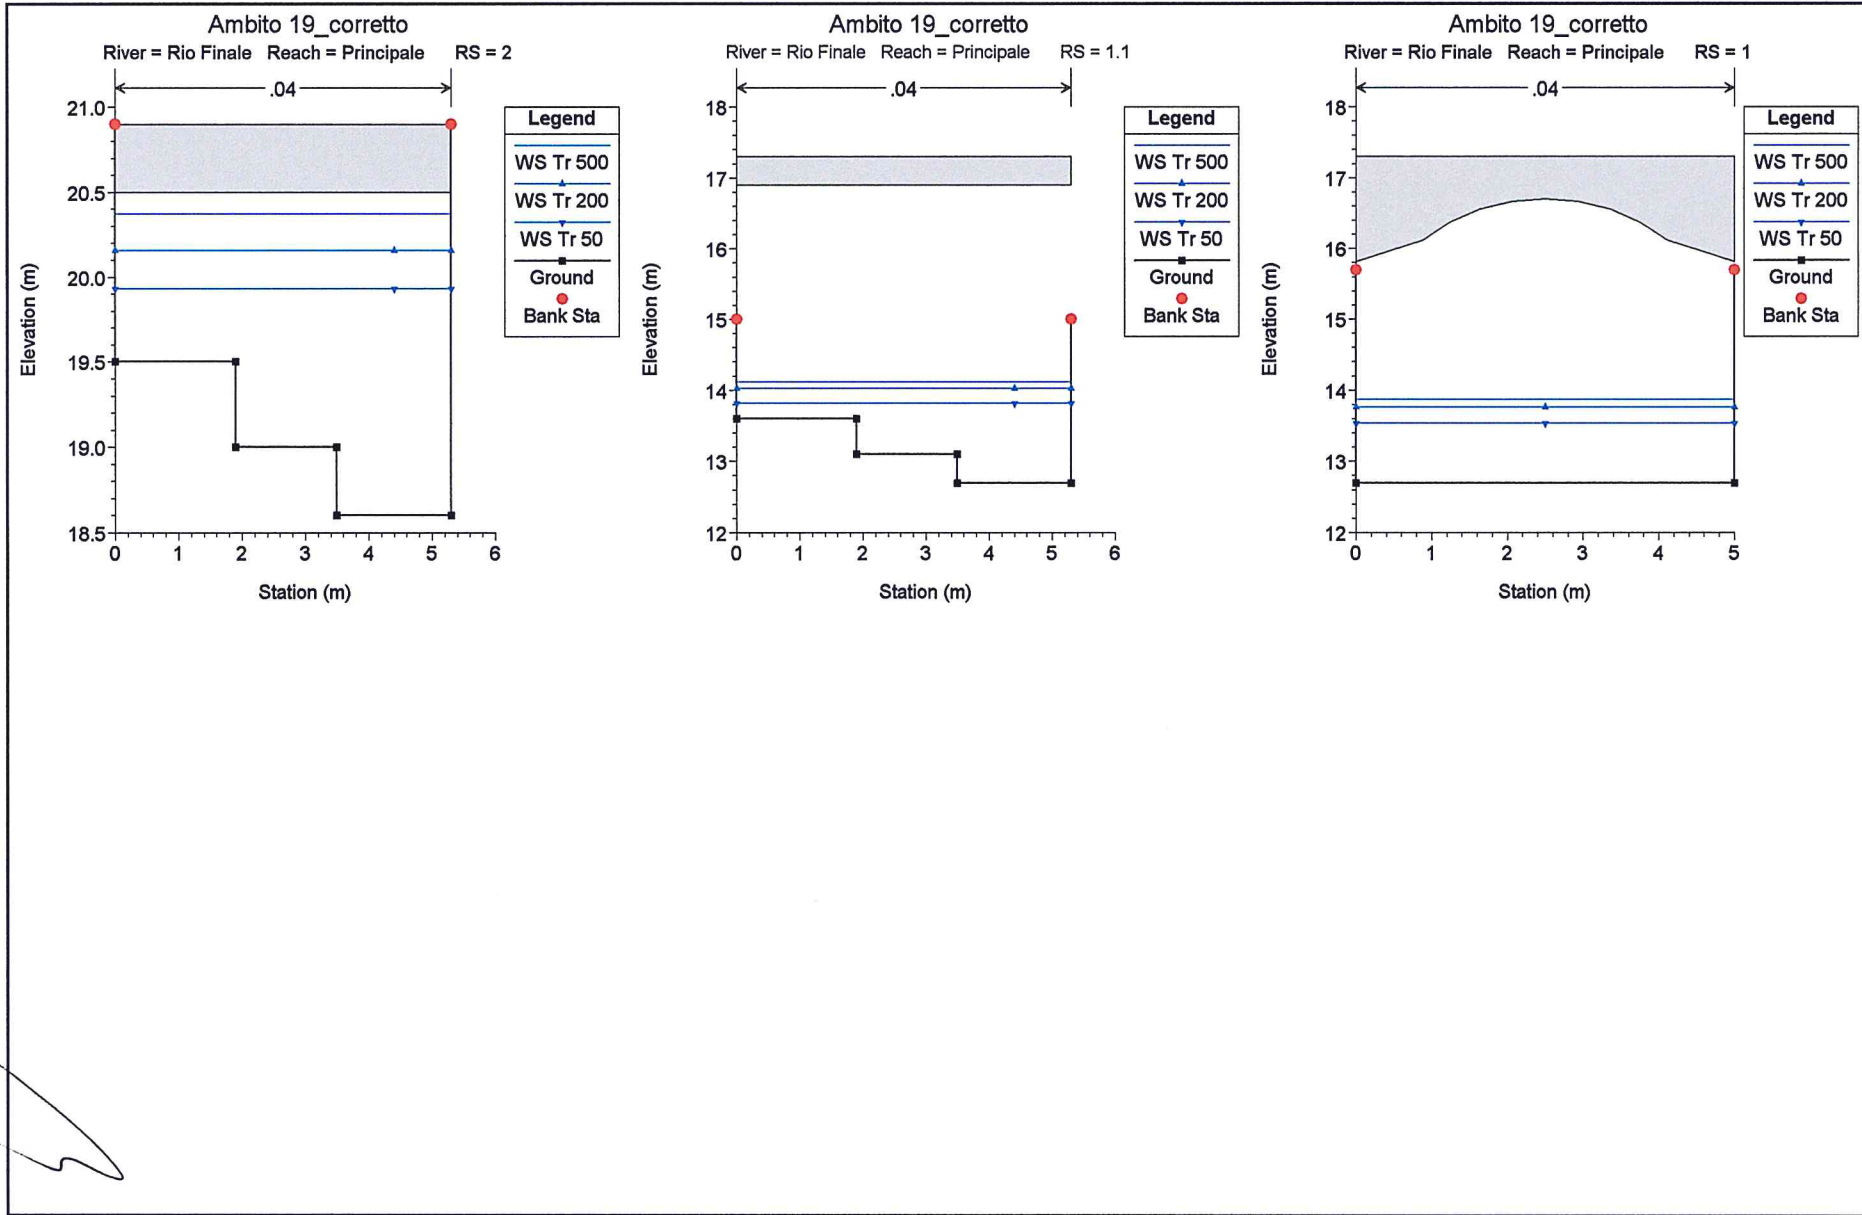 Ambito 19_corretto
River = Rio Finale Reach = Principale RS = 2
.04
21.0
20.5
20.0
19.5
19.0
18.5
0 1 2 3 4 5 6
Elevation (m)
Station (m)
Legend
WS Tr 500
WS Tr 200
WS Tr 50
Ground
Bank Sta
Ambito 19_corretto
River = Rio Finale Reach = Principale RS = 1.1
.04
18
17
16
15
14
13
12
0 1 2 3 4 5 6
Elevation (m)
Station (m)
Legend
WS Tr 500
WS Tr 200
WS Tr 50
Ground
Bank Sta
Ambito 19_corretto
River = Rio Finale Reach = Principale RS = 1
.04
18
17
16
15
14
13
12
0 1 2 3 4 5
Elevation (m)
Station (m)
Legend
WS Tr 500
WS Tr 200
WS Tr 50
Ground
Bank Sta